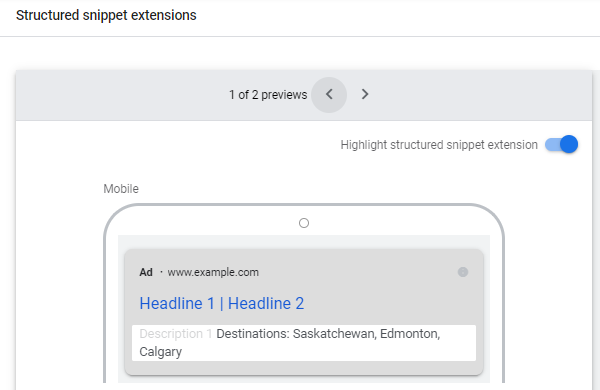 Structured snippet extensions
1 of 2 previews
Highlight structured snippet extension
Mobile
Ad · www.example.com
Headline 1 | Headline 2
Description 1 Destinations: Saskatchewan, Edmonton,
Calgary